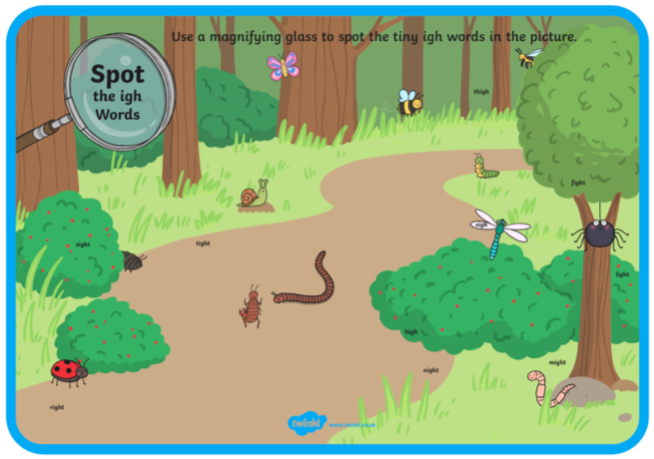 Use a magnifying glass to spot the tiny igh words in the picture.
Spot
the igh
Words
thigh
fight
sight
tight
light
high
might
night
right
twinkl
www.twinkl.co.uk